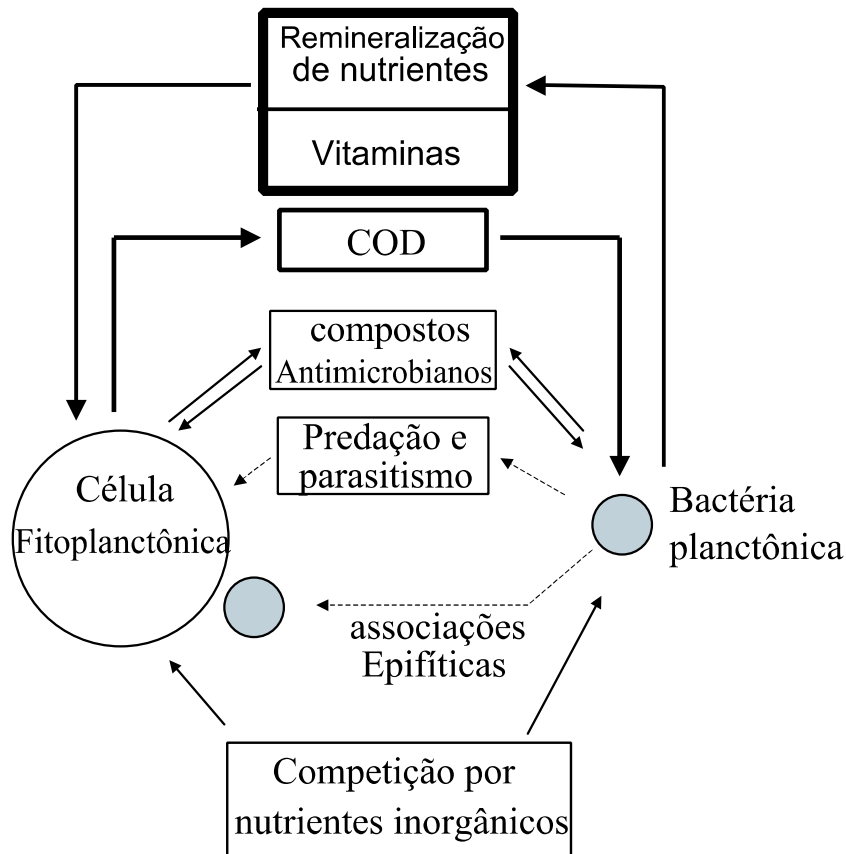 Remineralização
de nutrientes
Vitaminas
COD
compostos
Antimicrobianos
Predação e
parasitismo
Célula
Fitoplanctônica
Bactéria
planctônica
associações
Epifíticas
Competição por
nutrientes inorgânicos